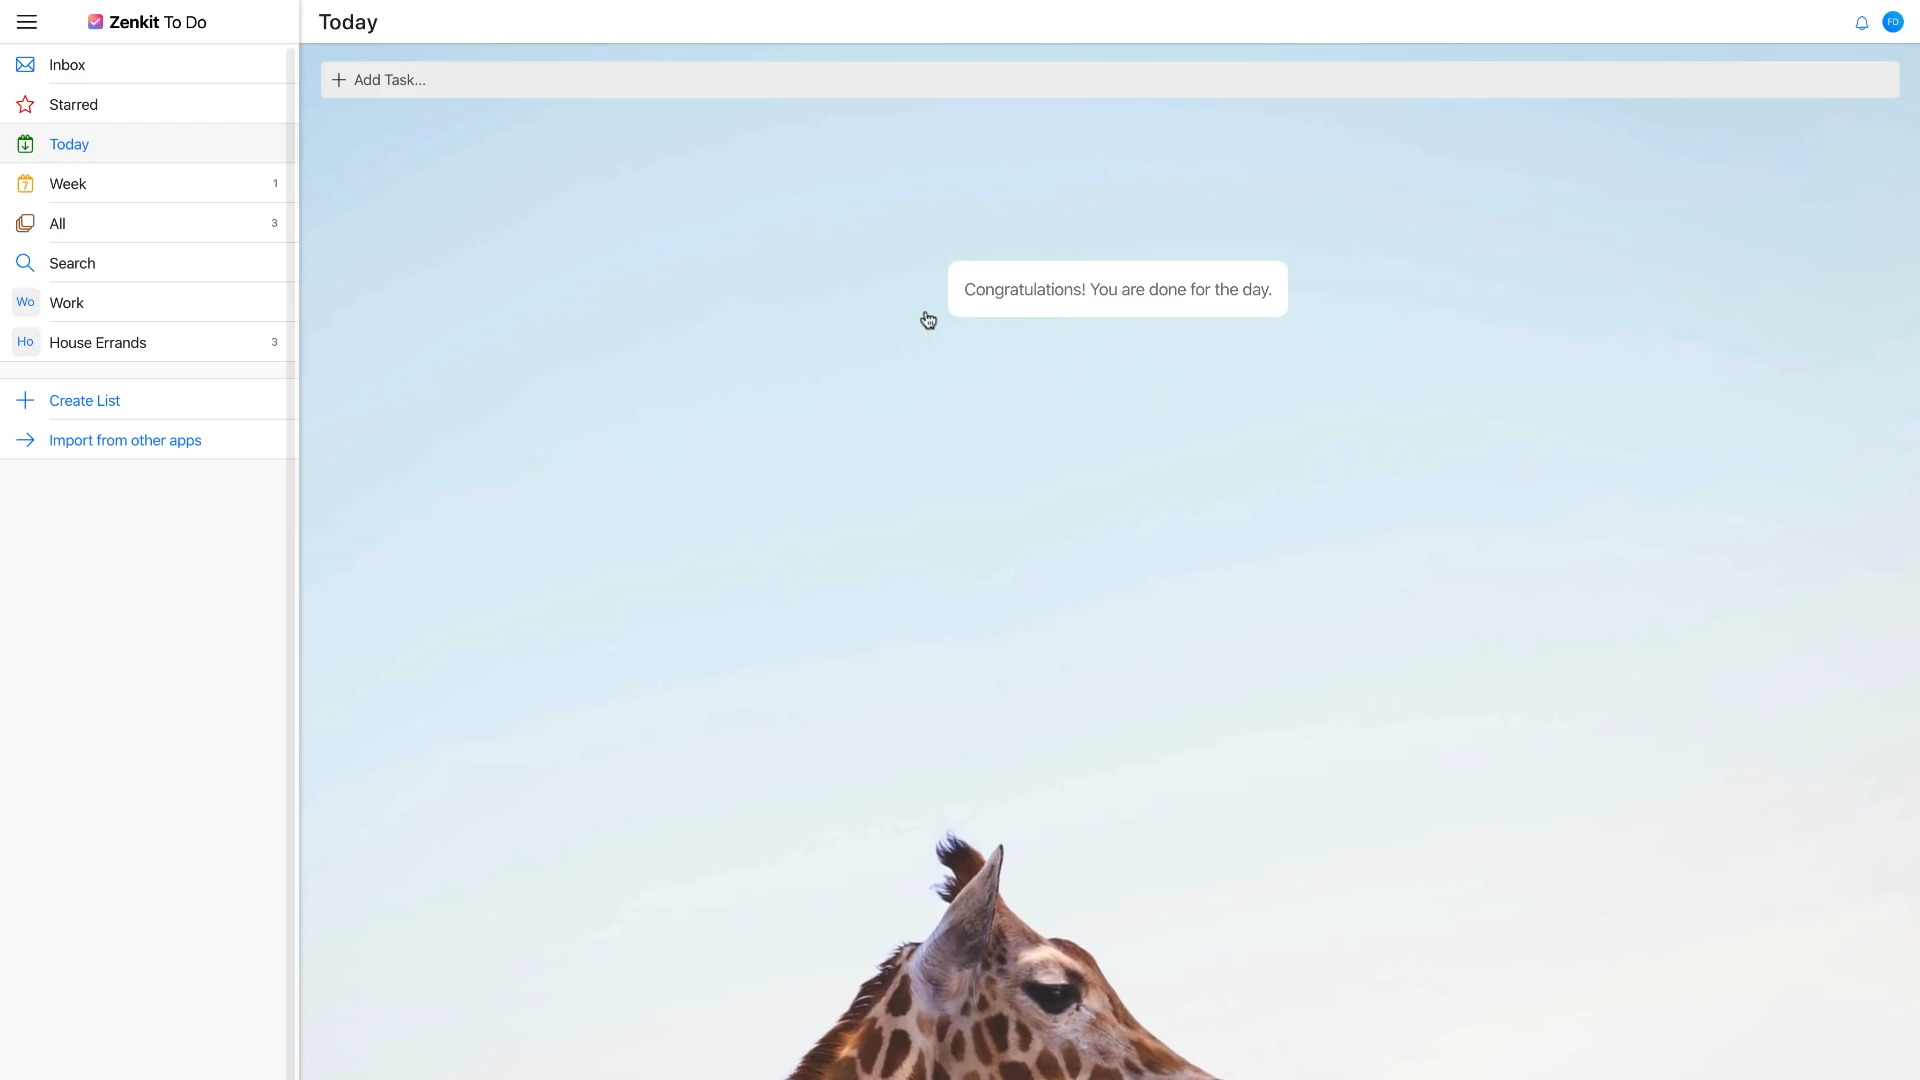 Zenkit To Do
Today
FD
Inbox
+ Add Task...
Starred
Today
7 Week 1
All 3
Search
Congratulations! You are done for the day.
Wo Work
Ho House Errands 3
Create List
Import from other apps